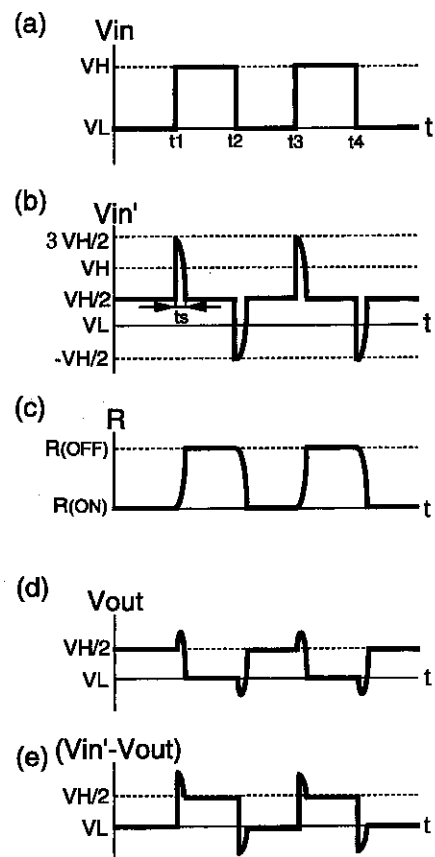 (a)
Vin
VH
VL
t1 t2 t3 t4 t
(b)
Vin'
3 VH/2
VH
VH/2
ts
VL
t
-VH/2
(c)
R
R(OFF)
R(ON)
t
(d)
Vout
VH/2
VL
t
(e) (Vin'-Vout)
VH/2
VL
t